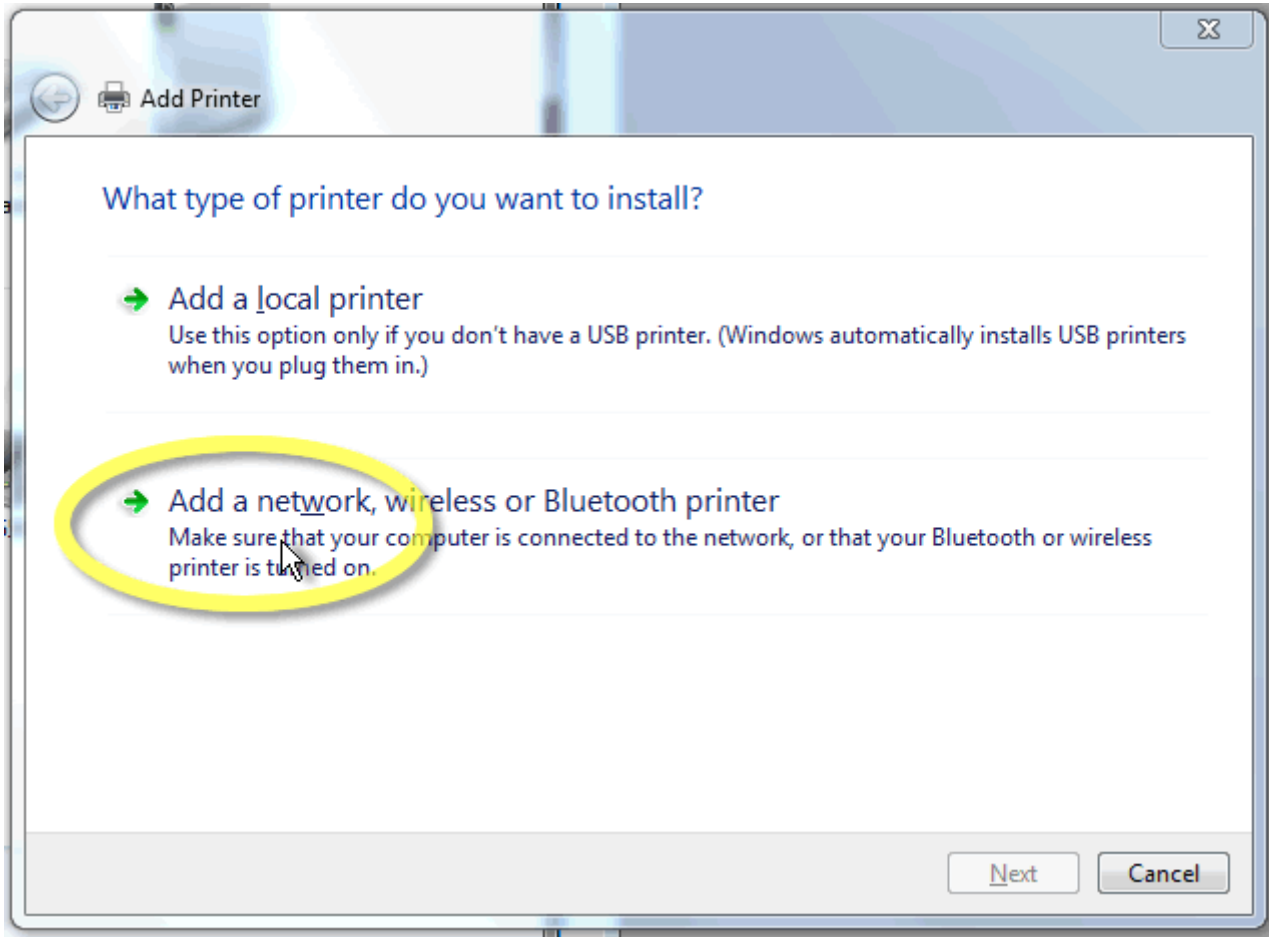 Add Printer
What type of printer do you want to install?
Add a local printer
Use this option only if you don't have a USB printer. (Windows automatically installs USB printers
when you plug them in.)
Add a network, wireless or Bluetooth printer
Make sure that your computer is connected to the network, or that your Bluetooth or wireless
printer is turned on.
Next
Cancel